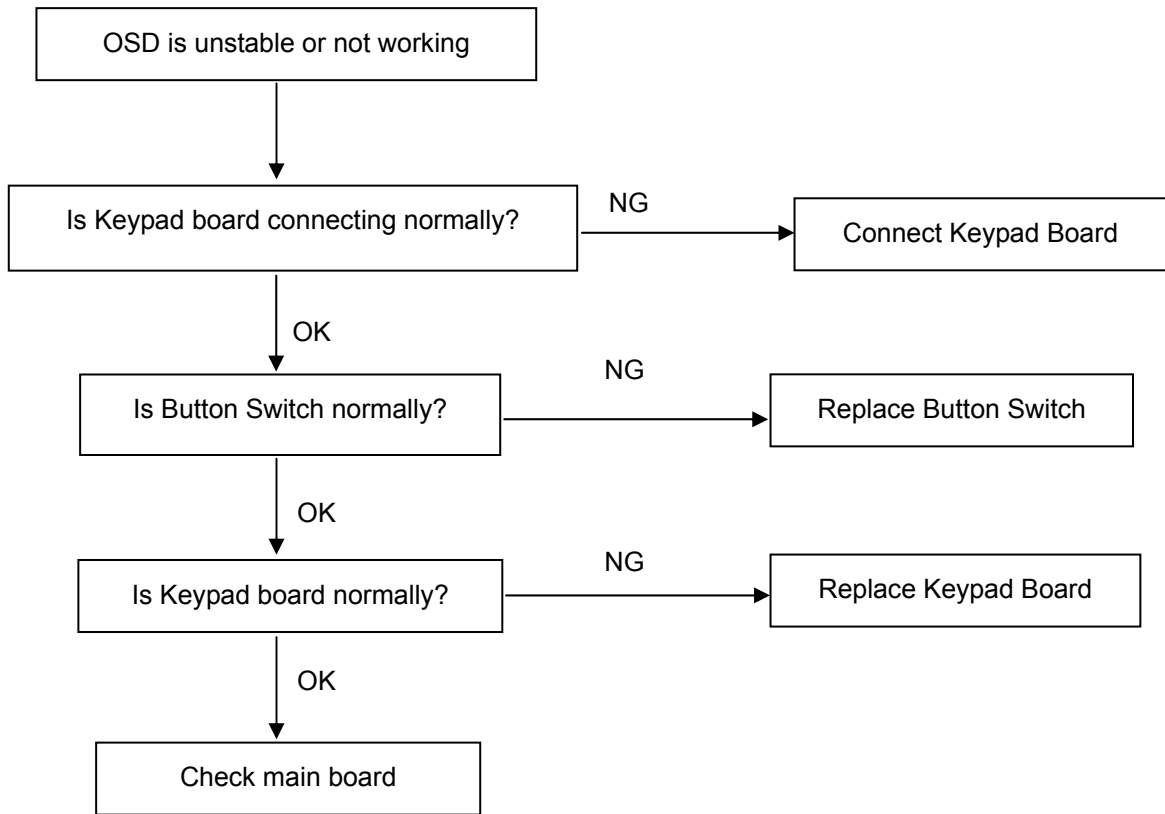 OSD is unstable or not working
Is Keypad board connecting normally?
NG
Connect Keypad Board
OK
Is Button Switch normally?
NG
Replace Button Switch
OK
Is Keypad board normally?
NG
Replace Keypad Board
OK
Check main board